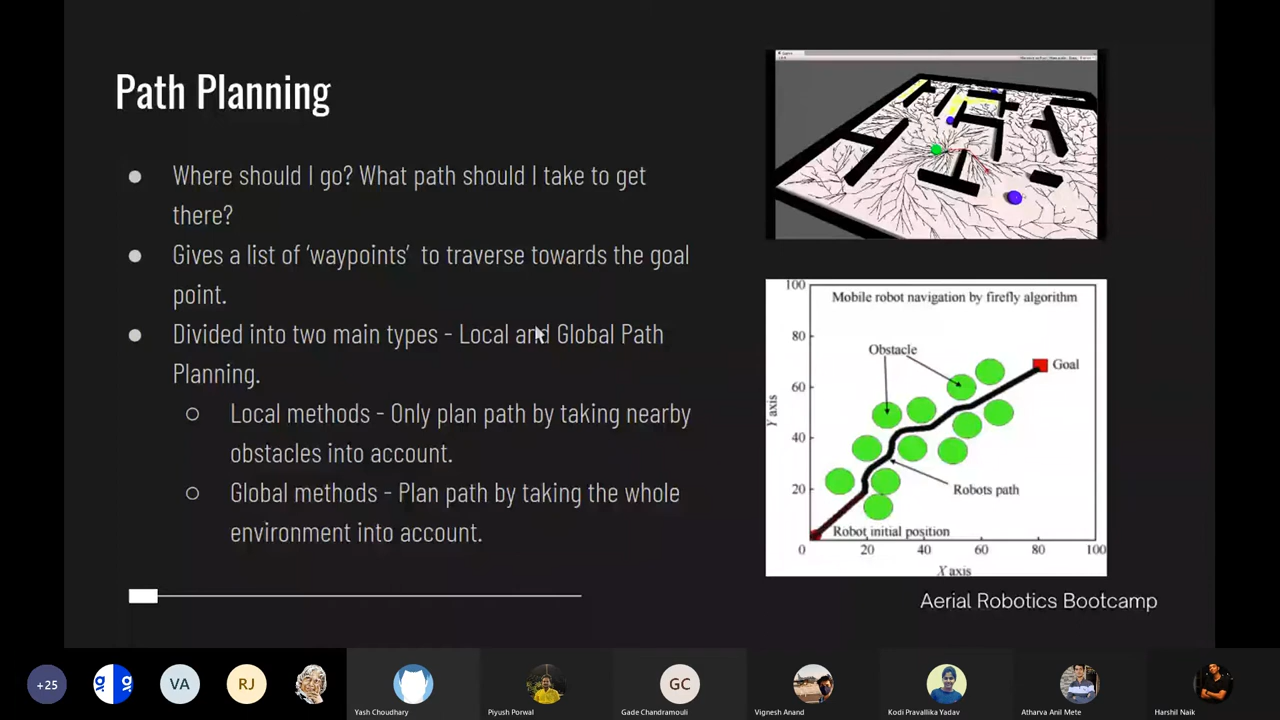 Path Planning
Where should I go? What path should I take to get
there?
Gives a list of ‘waypoints’ to traverse towards the goal
point.
Divided into two main types - Local and Global Path
Planning.
Local methods - Only plan path by taking nearby
obstacles into account.
Global methods - Plan path by taking the whole
environment into account.
100
Mobile robot navigation by firefly algorithm
80
Obstacle
Goal
60
Y axis
40
20
Robots path
Robot initial position
0 20 40 60 80 100
X axis
Aerial Robotics Bootcamp
+25
VA
RJ
GC
Yash Choudhary
Piyush Porwal
Gade Chandramouli
Vignesh Anand
Kodi Pravallika Yadav
Atharva Anil Mete
Harshil Naik